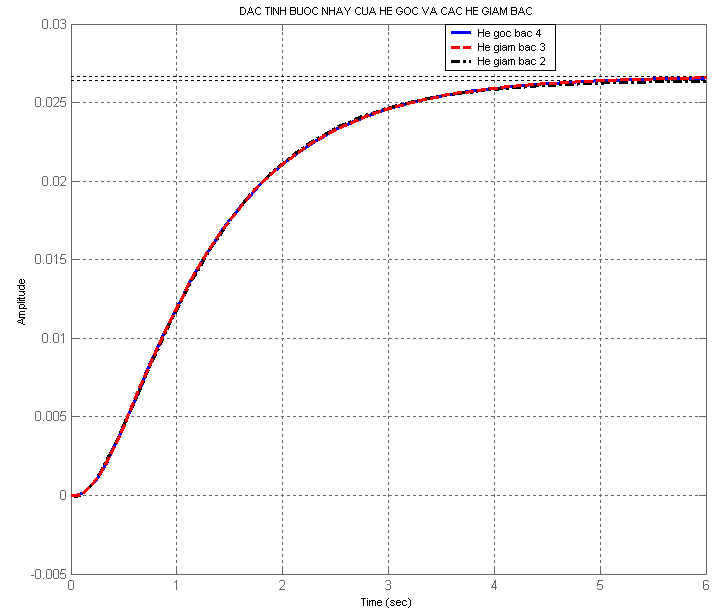 DAC TINH BUOC NHAY CUA HE GOC VA CAC HE GIAM BAC
He goc bac 4
He giam bac 3
He giam bac 2
0.03
0.025
0.02
0.015
0.01
0.005
0
-0.005
Amplitude
0 1 2 3 4 5 6
Time (sec)